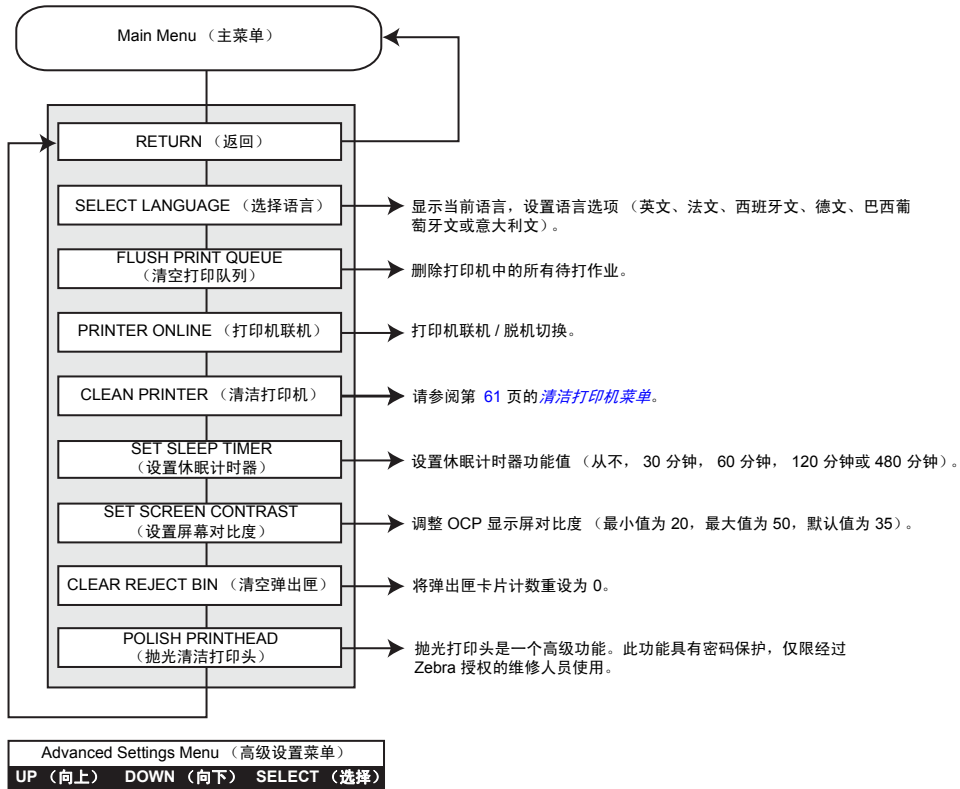 Main Menu （主菜单）
RETURN （返回）
SELECT LANGUAGE （选择语言）
显示当前语言，设置语言选项 （英文、法文、西班牙文、德文、巴西葡
萄牙文或意大利文）。
FLUSH PRINT QUEUE
（清空打印队列）
删除打印机中的所有待打作业。
PRINTER ONLINE （打印机联机）
打印机联机 / 脱机切换。
CLEAN PRINTER （清洁打印机）
请参阅第 61 页的清洁打印机菜单。
SET SLEEP TIMER
（设置休眠计时器）
设置休眠计时器功能值 （从不， 30 分钟， 60 分钟， 120 分钟或 480 分钟）。
SET SCREEN CONTRAST
（设置屏幕对比度）
调整 OCP 显示屏对比度 （最小值为 20，最大值为 50，默认值为 35）。
CLEAR REJECT BIN （清空弹出匣）
将弹出匣卡片计数重设为 0。
POLISH PRINTHEAD
（抛光清洁打印头）
抛光打印头是一个高级功能。此功能具有密码保护，仅限经过
Zebra 授权的维修人员使用。
Advanced Settings Menu （高级设置菜单）
UP （向上） DOWN （向下） SELECT （选择）